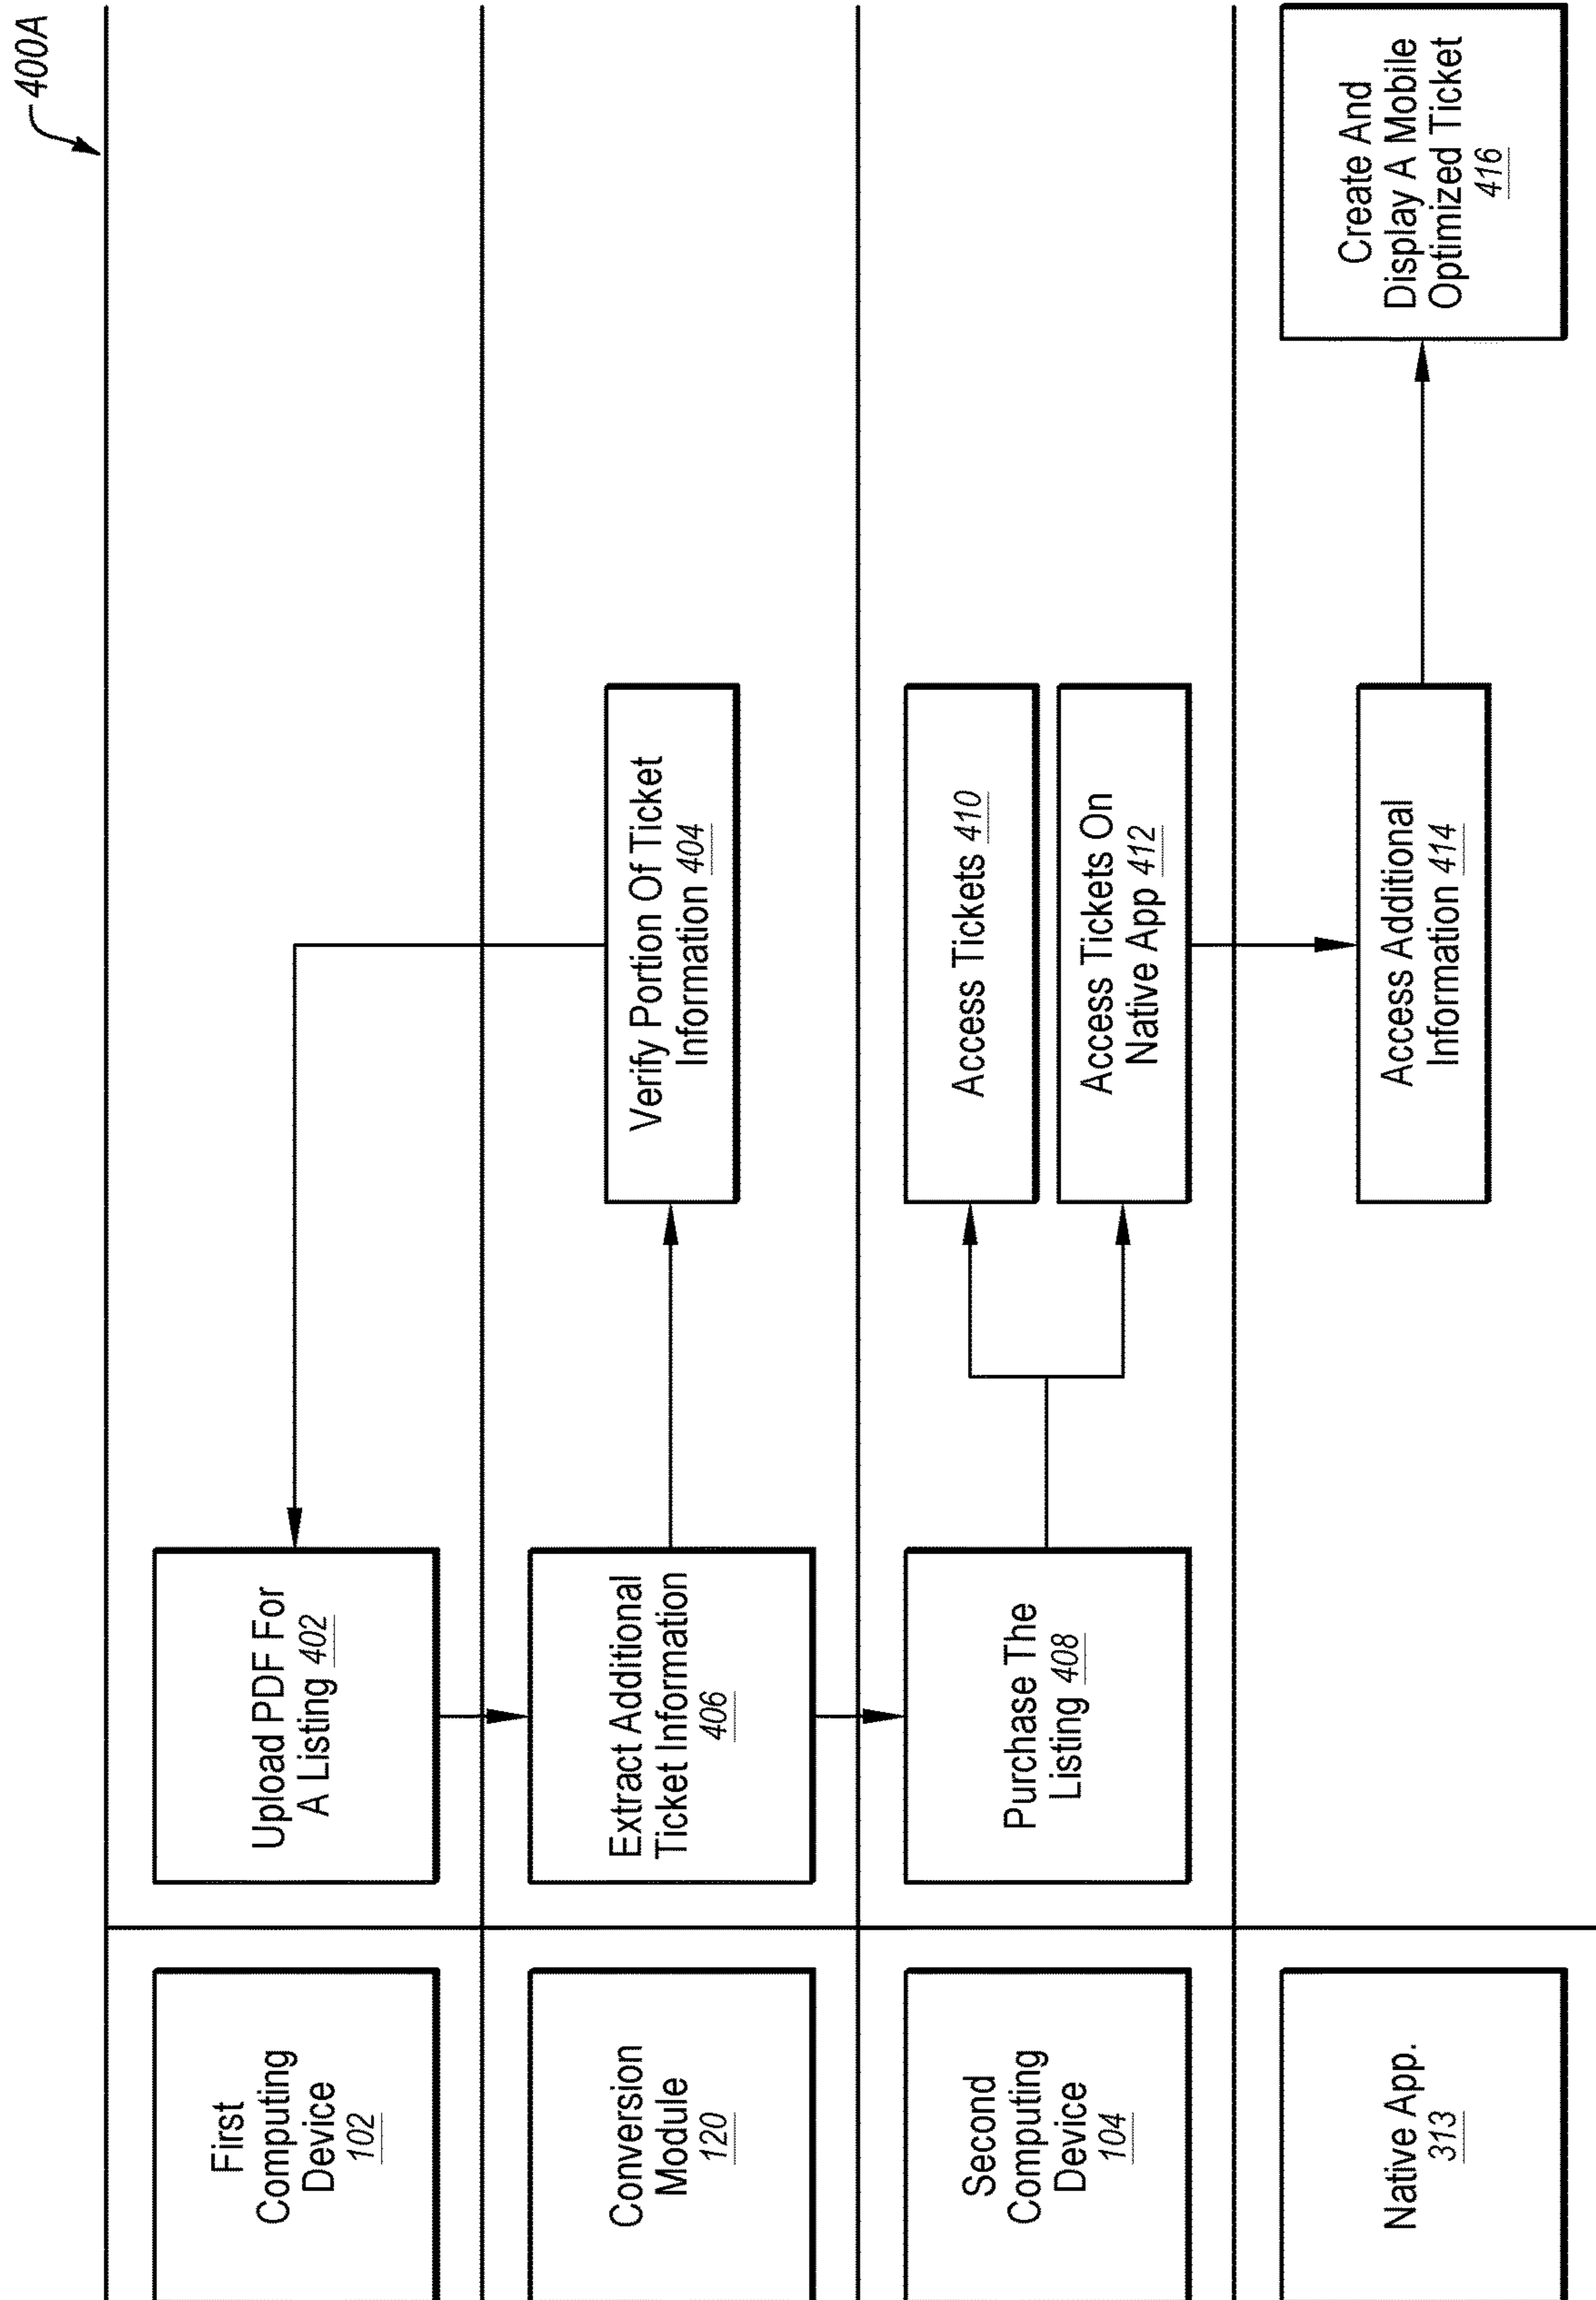 400A
First
Computing
Device
102
Upload PDF For
A Listing 402
Conversion
Module
120
Extract Additional
Ticket Information
406
Verify Portion Of Ticket
Information 404
Second
Computing
Device
104
Purchase The
Listing 408
Access Tickets 410
Access Tickets On
Native App 412
Native App.
313
Access Additional
Information 414
Create And
Display A Mobile
Optimized Ticket
416